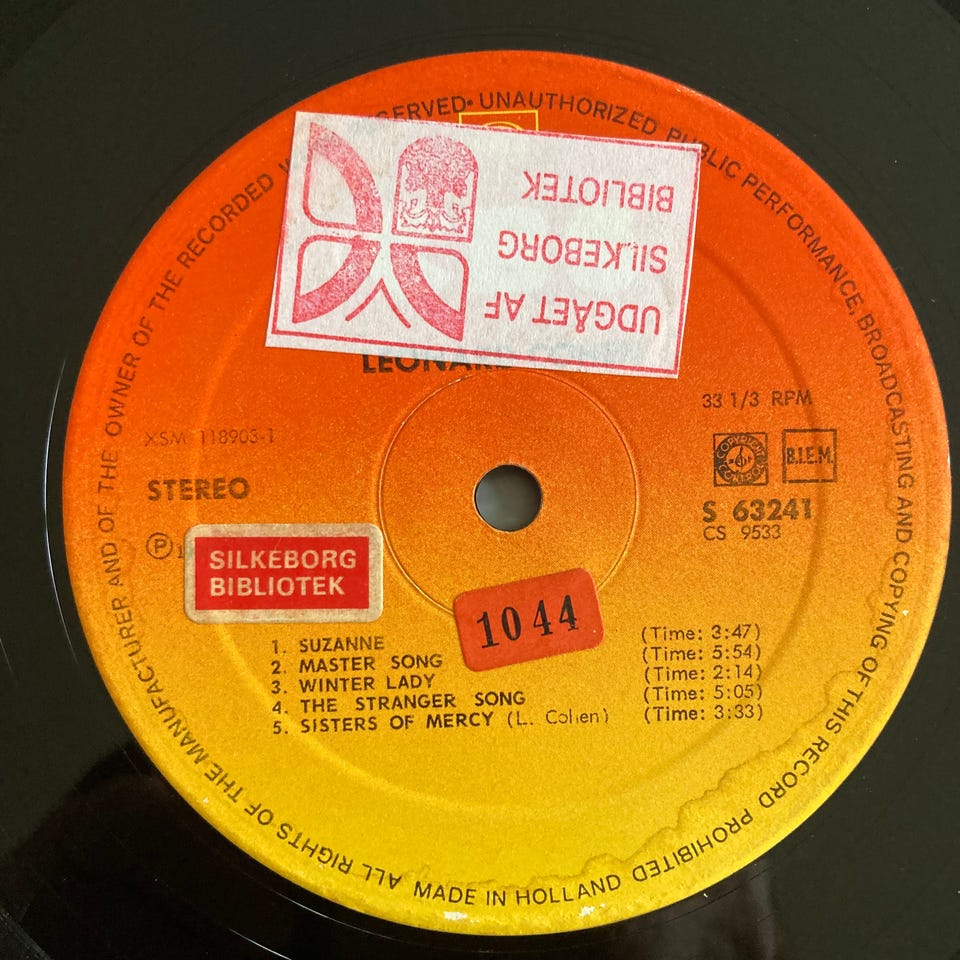 SERVED • UNAUTHORIZED PUBLIC PERFORMANCE, BROADCASTING AND COPYING OF THIS RECORD PROHIBITED
MADE IN HOLLAND
ALL RIGHTS OF THE MANUFACTURER AND OF THE OWNER OF THE RECORDED
UDGÅET AF
SILKEBORG
BIBLIOTEK
33 1/3 RPM
XSM 118903-1
COPYRIGHT CONTROL
B.I.E.M.
STEREO
S 63241
CS 9533
Ⓟ 1
SILKEBORG
BIBLIOTEK
1044
1. SUZANNE (Time: 3:47)
2. MASTER SONG (Time: 5:54)
3. WINTER LADY (Time: 2:14)
4. THE STRANGER SONG (Time: 5:05)
5. SISTERS OF MERCY (L. Cohen) (Time: 3:33)